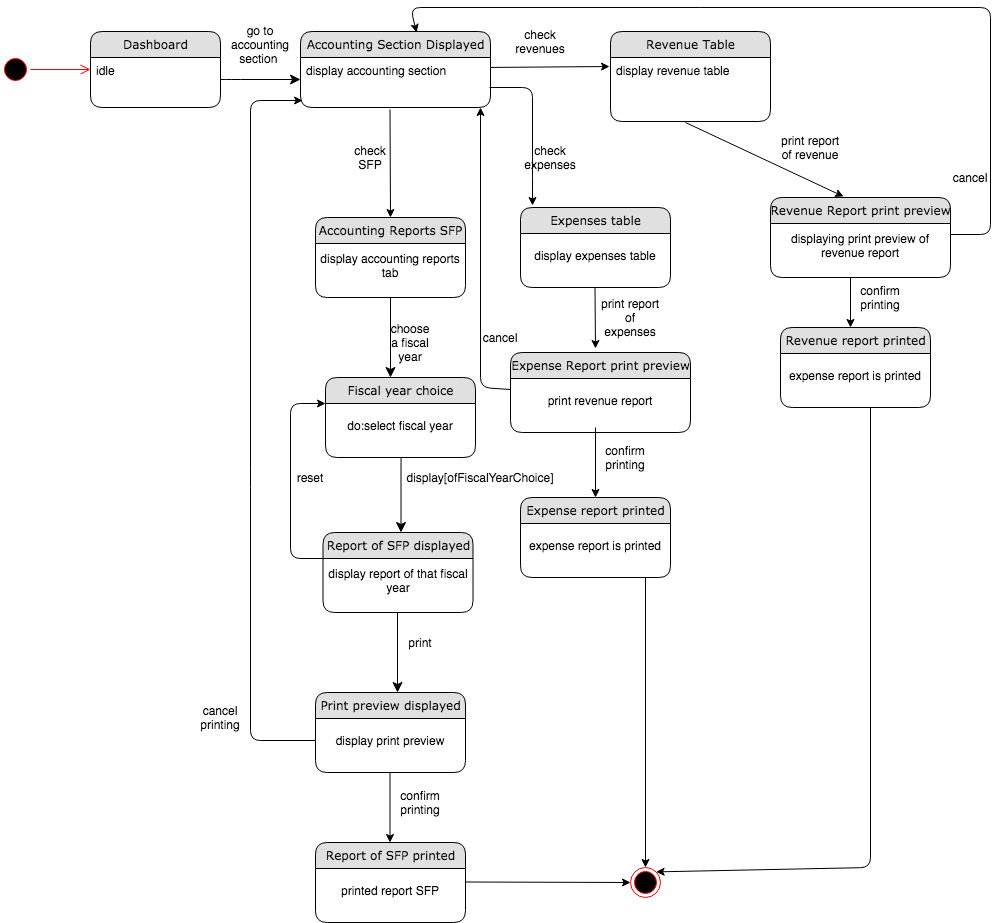 go to
accounting
section
Dashboard
idle
Accounting Section Displayed
display accounting section
check
revenues
Revenue Table
display revenue table
check
SFP
check
expenses
print report
of revenue
cancel
Accounting Reports SFP
display accounting reports
tab
Expenses table
display expenses table
Revenue Report print preview
displaying print preview of
revenue report
choose
a fiscal
year
cancel
print report
of
expenses
confirm
printing
Revenue report printed
expense report is printed
Fiscal year choice
do:select fiscal year
Expense Report print preview
print revenue report
reset
display[ofFiscalYearChoice]
confirm
printing
Report of SFP displayed
display report of that fiscal
year
Expense report printed
expense report is printed
print
cancel
printing
Print preview displayed
display print preview
confirm
printing
Report of SFP printed
printed report SFP